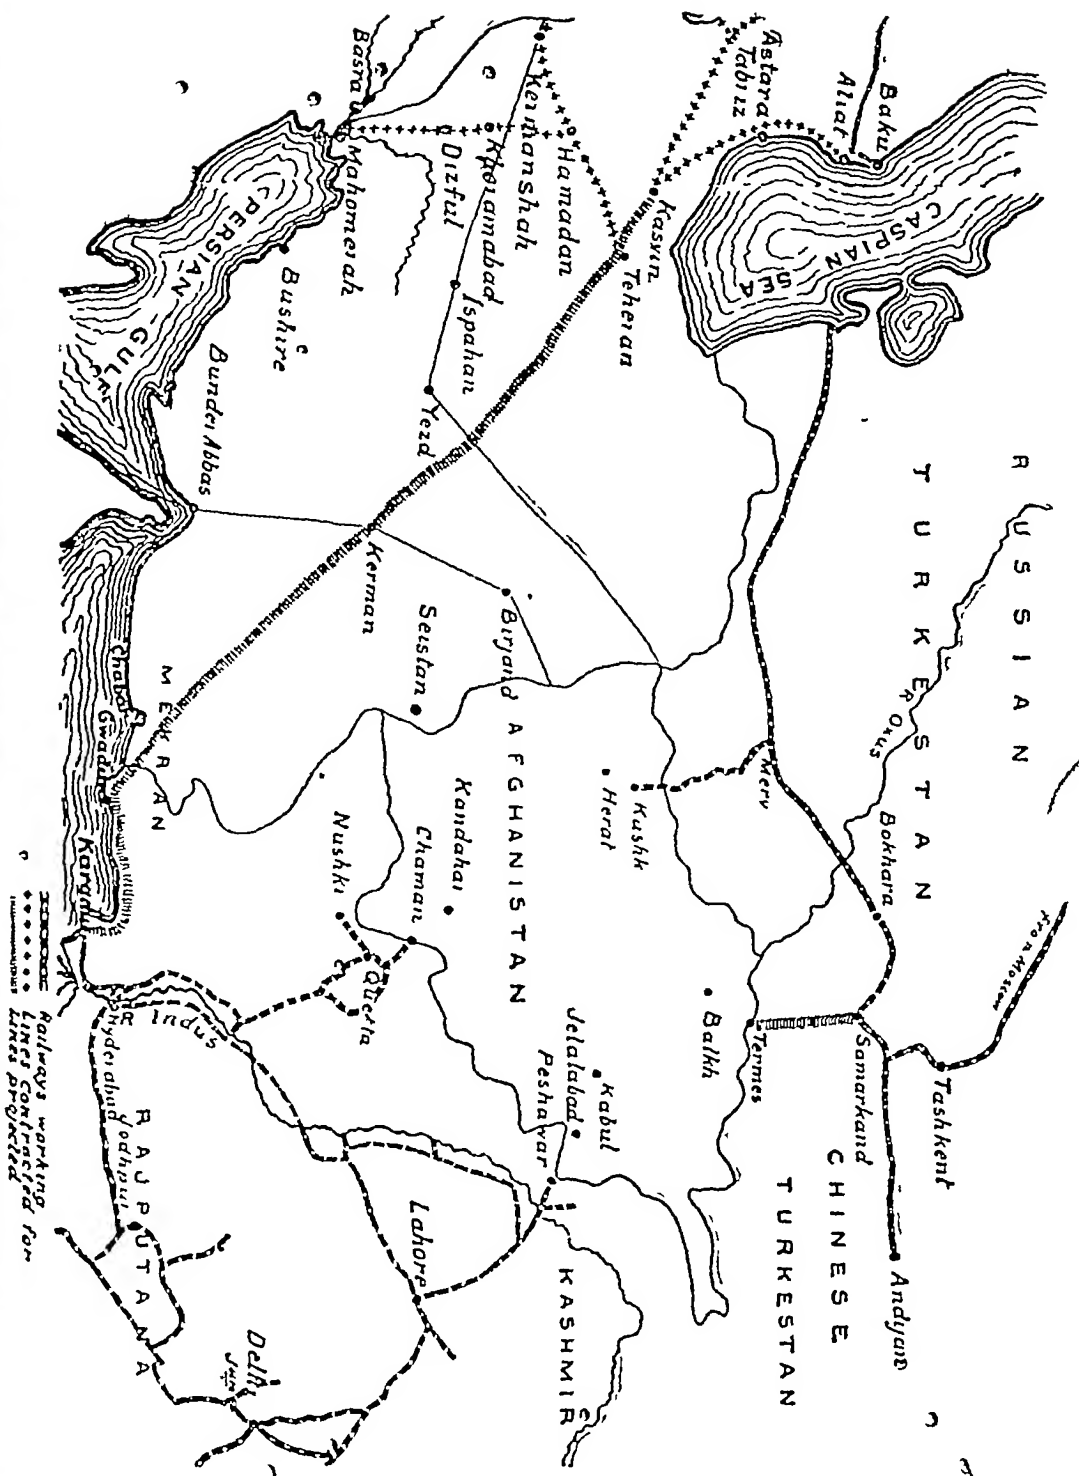 Baku
Aliat
Astara
Tabriz
CASPIAN
SEA
RUSSIAN
TURKESTAN
R Oxus
Bokhara
Merv
From Moscow
Tashkent
Samarkand
Andijan
Termes
Balkh
CHINESE
TURKESTAN
Kasvin
Teheran
Hamadan
Kermanshah
Khoramabad
Dizful
Mahomerah
Basra
Ispahan
Yezd
Kushk
Herat
Birjand
AFGHANISTAN
Kabul
Jelalabad
Peshawar
KASHMIR
Seistan
Kerman
Kandahar
Chaman
Nushki
Quetta
Lahore
PERSIAN GULF
Bushire
Bunder Abbas
MEKRAN
Chabar
Gwadur
R Indus
Hyderabad
Jodhpur
RAJPUTANA
Delhi
Jun
Railways working
Lines Contracted for
Lines projected